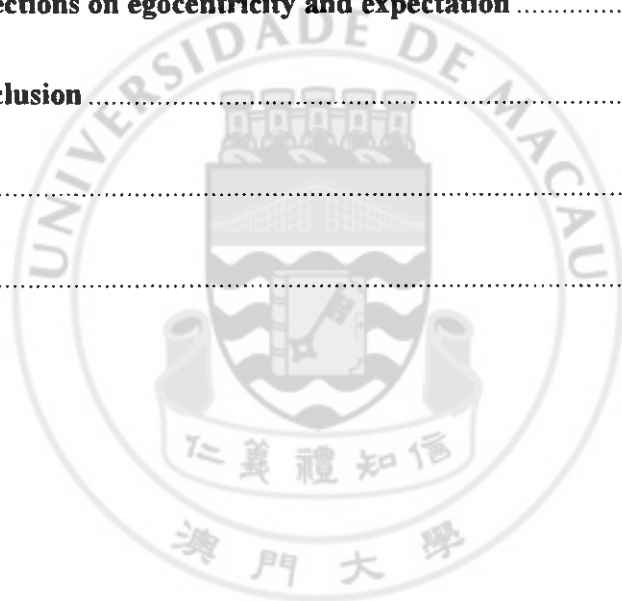 ections on egocentricity and expectation ................
clusion ................................................................................
................................................................................
................................................................................
UNIVERSIDADE DE MACAU
仁義禮知信
澳門大學